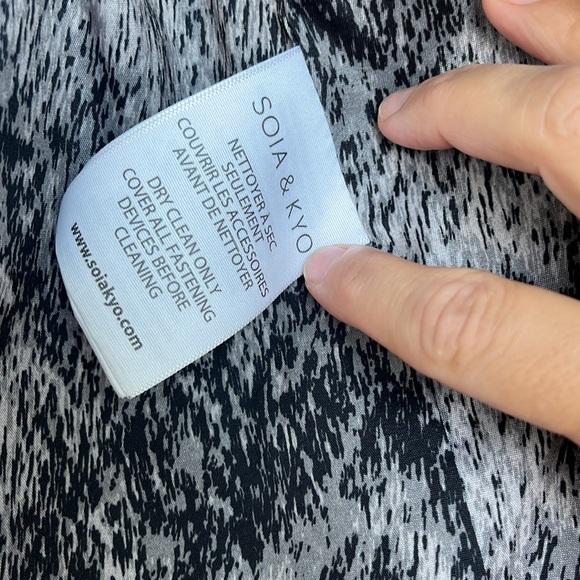 SOIA & KYO
NETTOYER À SEC
SEULEMENT
COUVRIR LES ACCESSOIRES
AVANT DE NETTOYER
DRY CLEAN ONLY
COVER ALL FASTENING
DEVICES BEFORE
CLEANING
www.soiakyo.com